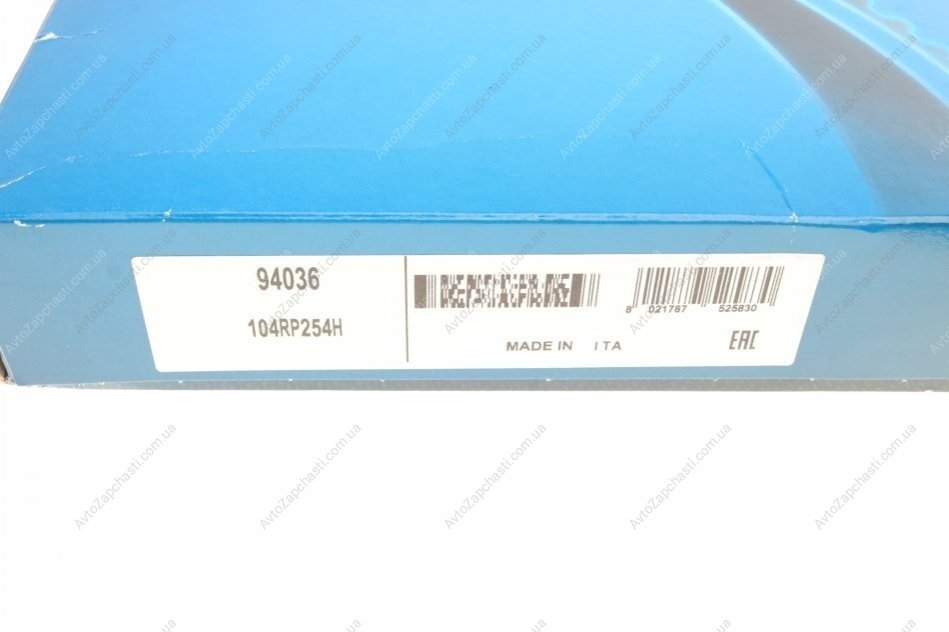 94036
104RP254H
8 021787 525830
MADE IN ITA
EAC
AvtoZapchasti.com.ua